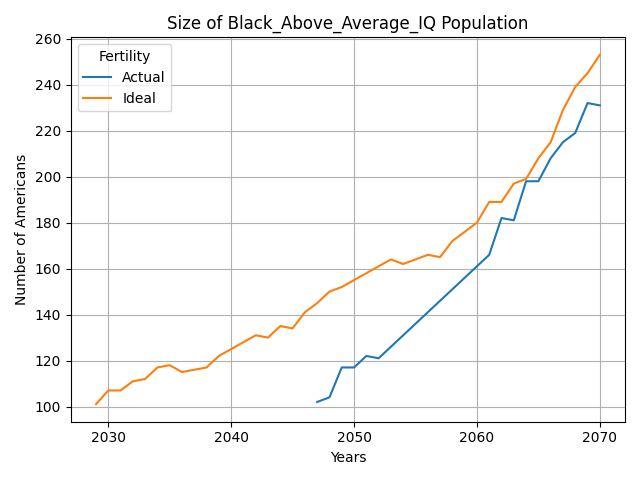 Size of Black_Above_Average_IQ Population
Fertility
Actual
Ideal
Number of Americans
260
240
220
200
180
160
140
120
100
2030
2040
2050
2060
2070
Years